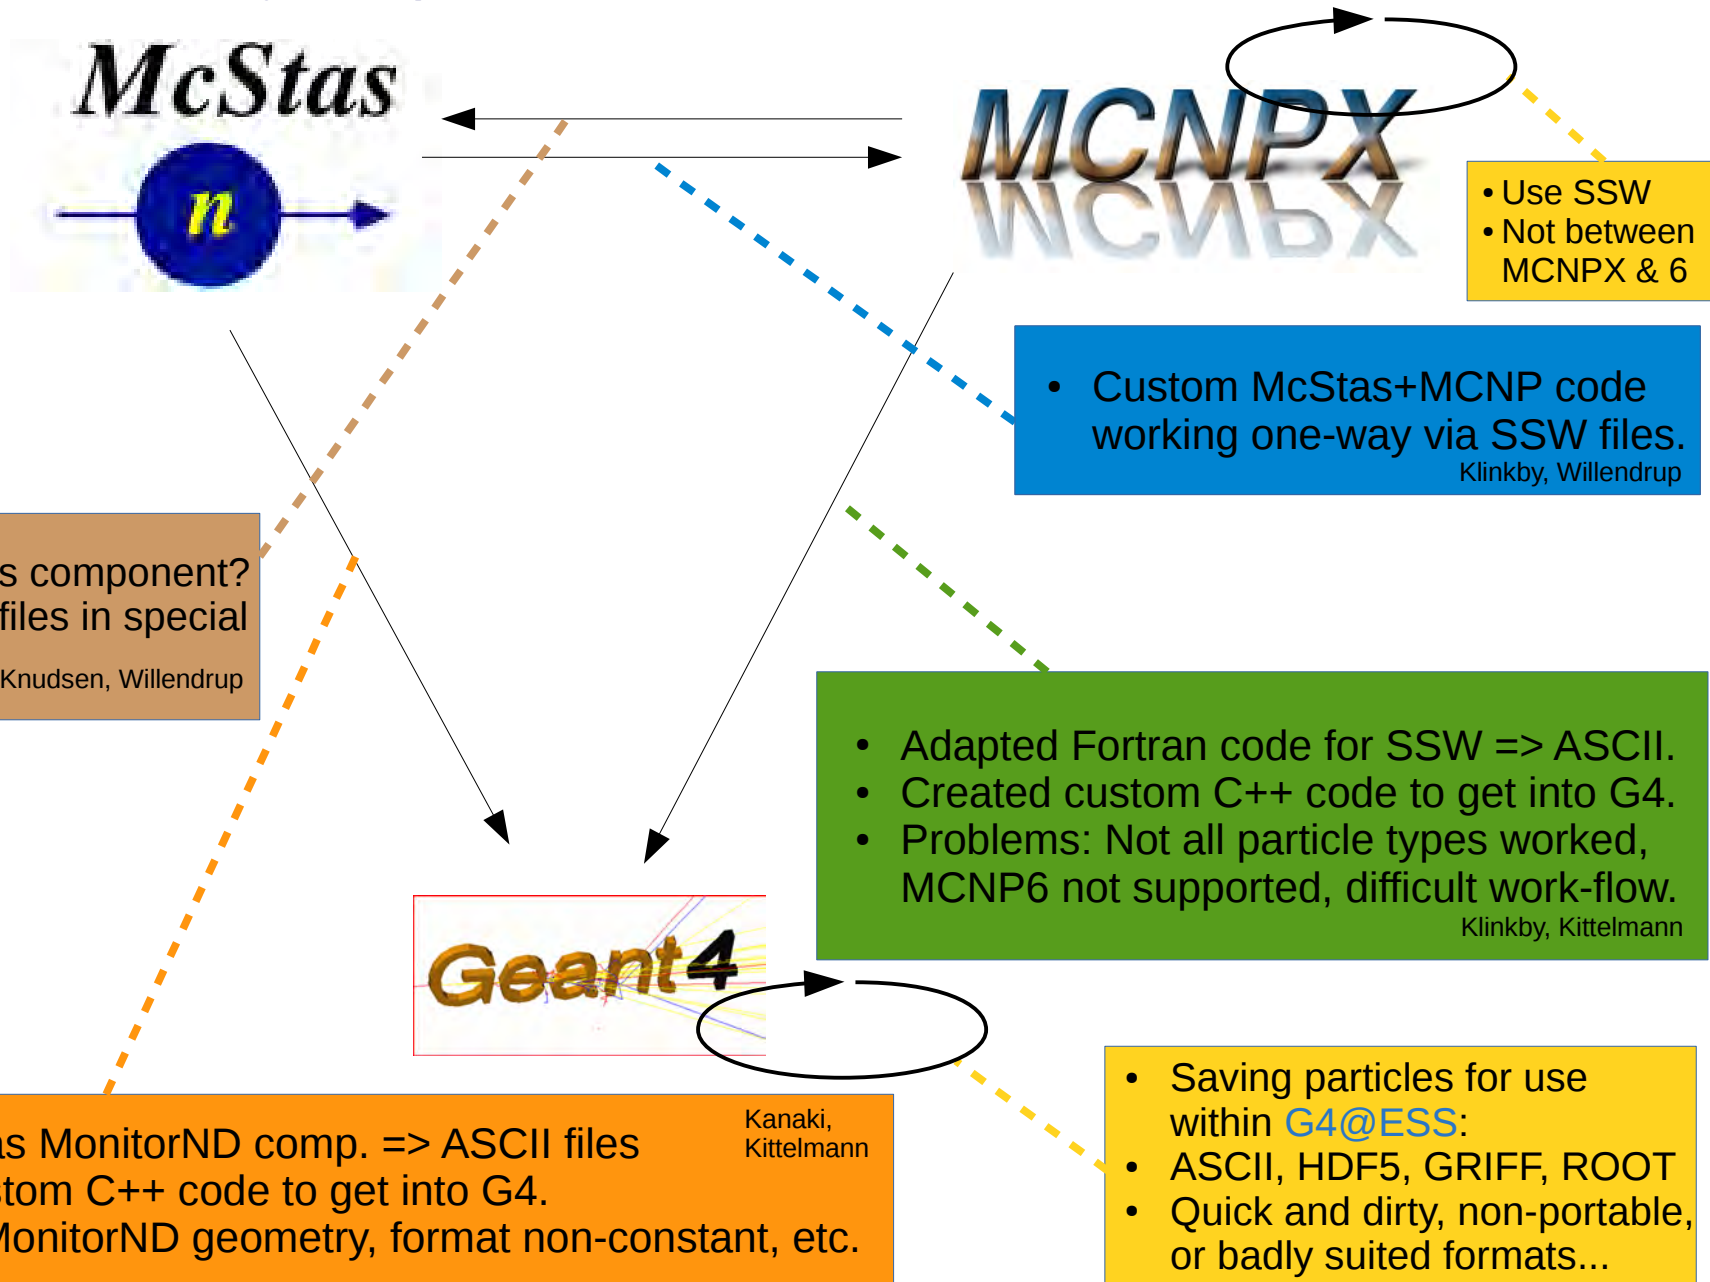 McStas
n
MCNPX
• Use SSW
• Not between
MCNPX & 6
• Custom McStas+MCNP code
working one-way via SSW files.
Klinkby, Willendrup
s component?
files in special
Knudsen, Willendrup
• Adapted Fortran code for SSW => ASCII.
• Created custom C++ code to get into G4.
• Problems: Not all particle types worked,
MCNP6 not supported, difficult work-flow.
Klinkby, Kittelmann
Geant4
as MonitorND comp. => ASCII files
stom C++ code to get into G4.
MonitorND geometry, format non-constant, etc.
Kanaki,
Kittelmann
• Saving particles for use
within G4@ESS:
• ASCII, HDF5, GRIFF, ROOT
• Quick and dirty, non-portable,
or badly suited formats...